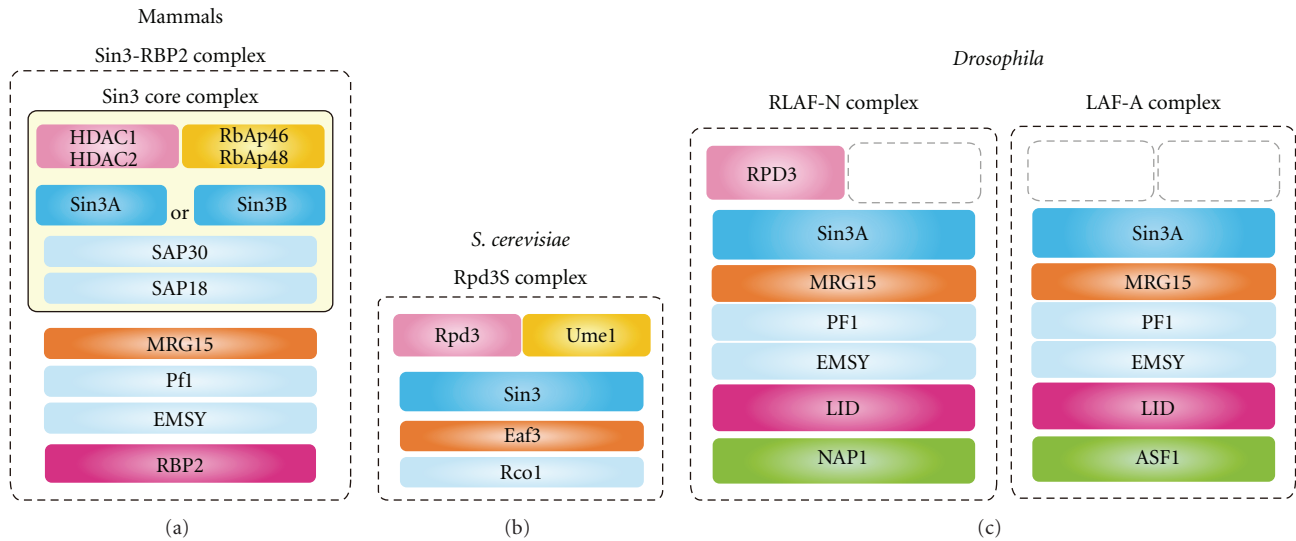 Mammals
Sin3-RBP2 complex
Sin3 core complex
HDAC1
HDAC2
RbAp46
RbAp48
Sin3A
or
Sin3B
SAP30
SAP18
MRG15
Pf1
EMSY
RBP2
(a)
S. cerevisiae
Rpd3S complex
Rpd3
Ume1
Sin3
Eaf3
Rco1
(b)
Drosophila
RLAF-N complex
RPD3
Sin3A
MRG15
PF1
EMSY
LID
NAP1
LAF-A complex
Sin3A
MRG15
PF1
EMSY
LID
ASF1
(c)